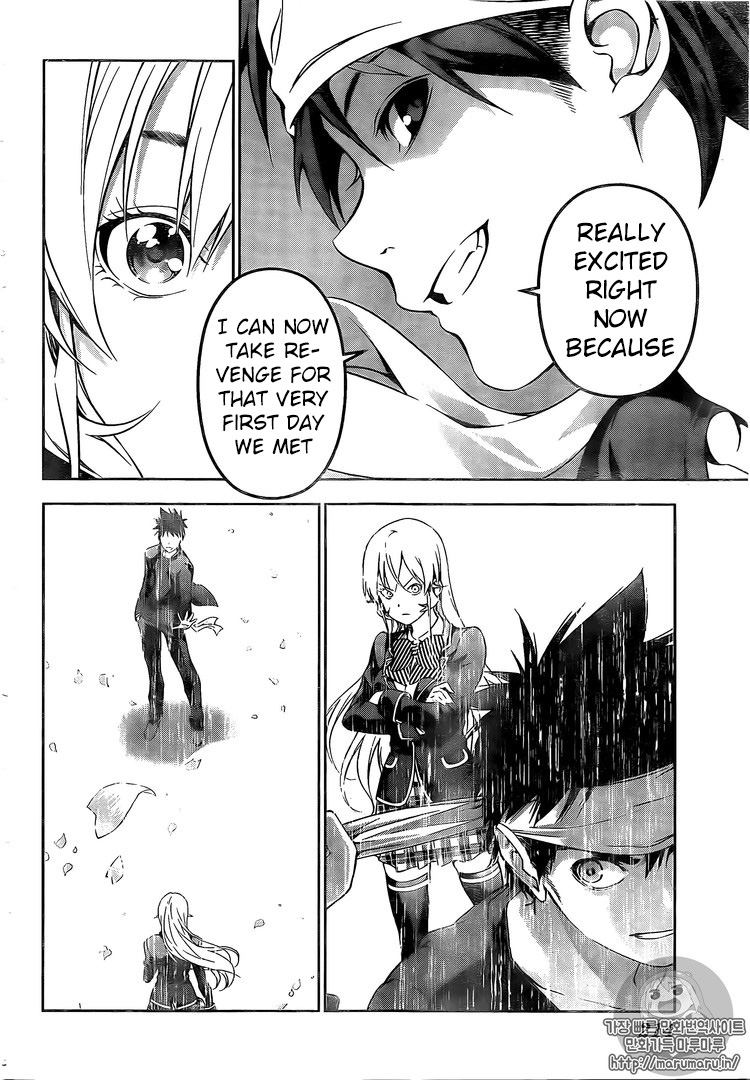 REALLY
EXCITED
RIGHT
NOW
BECAUSE
I CAN NOW
TAKE RE-
VENGE FOR
THAT VERY
FIRST DAY
WE MET
가장 빠른 만화번역사이트
만화가득 마루마루
http://marumaru.in/